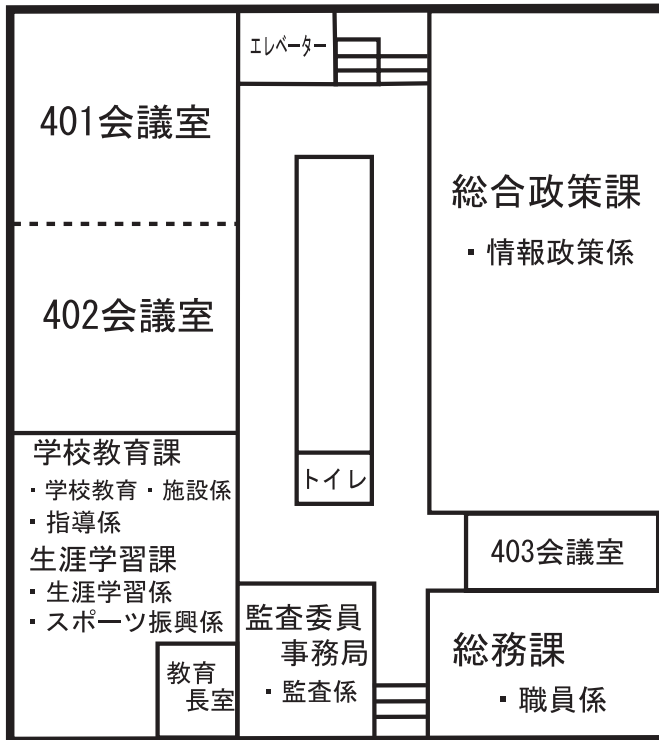 エレベーター
401会議室
総合政策課
・情報政策係
402会議室
学校教育課
・学校教育・施設係
・指導係
生涯学習課
・生涯学習係
・スポーツ振興係
教育
長室
トイレ
403会議室
監査委員
事務局
・監査係
総務課
・職員係